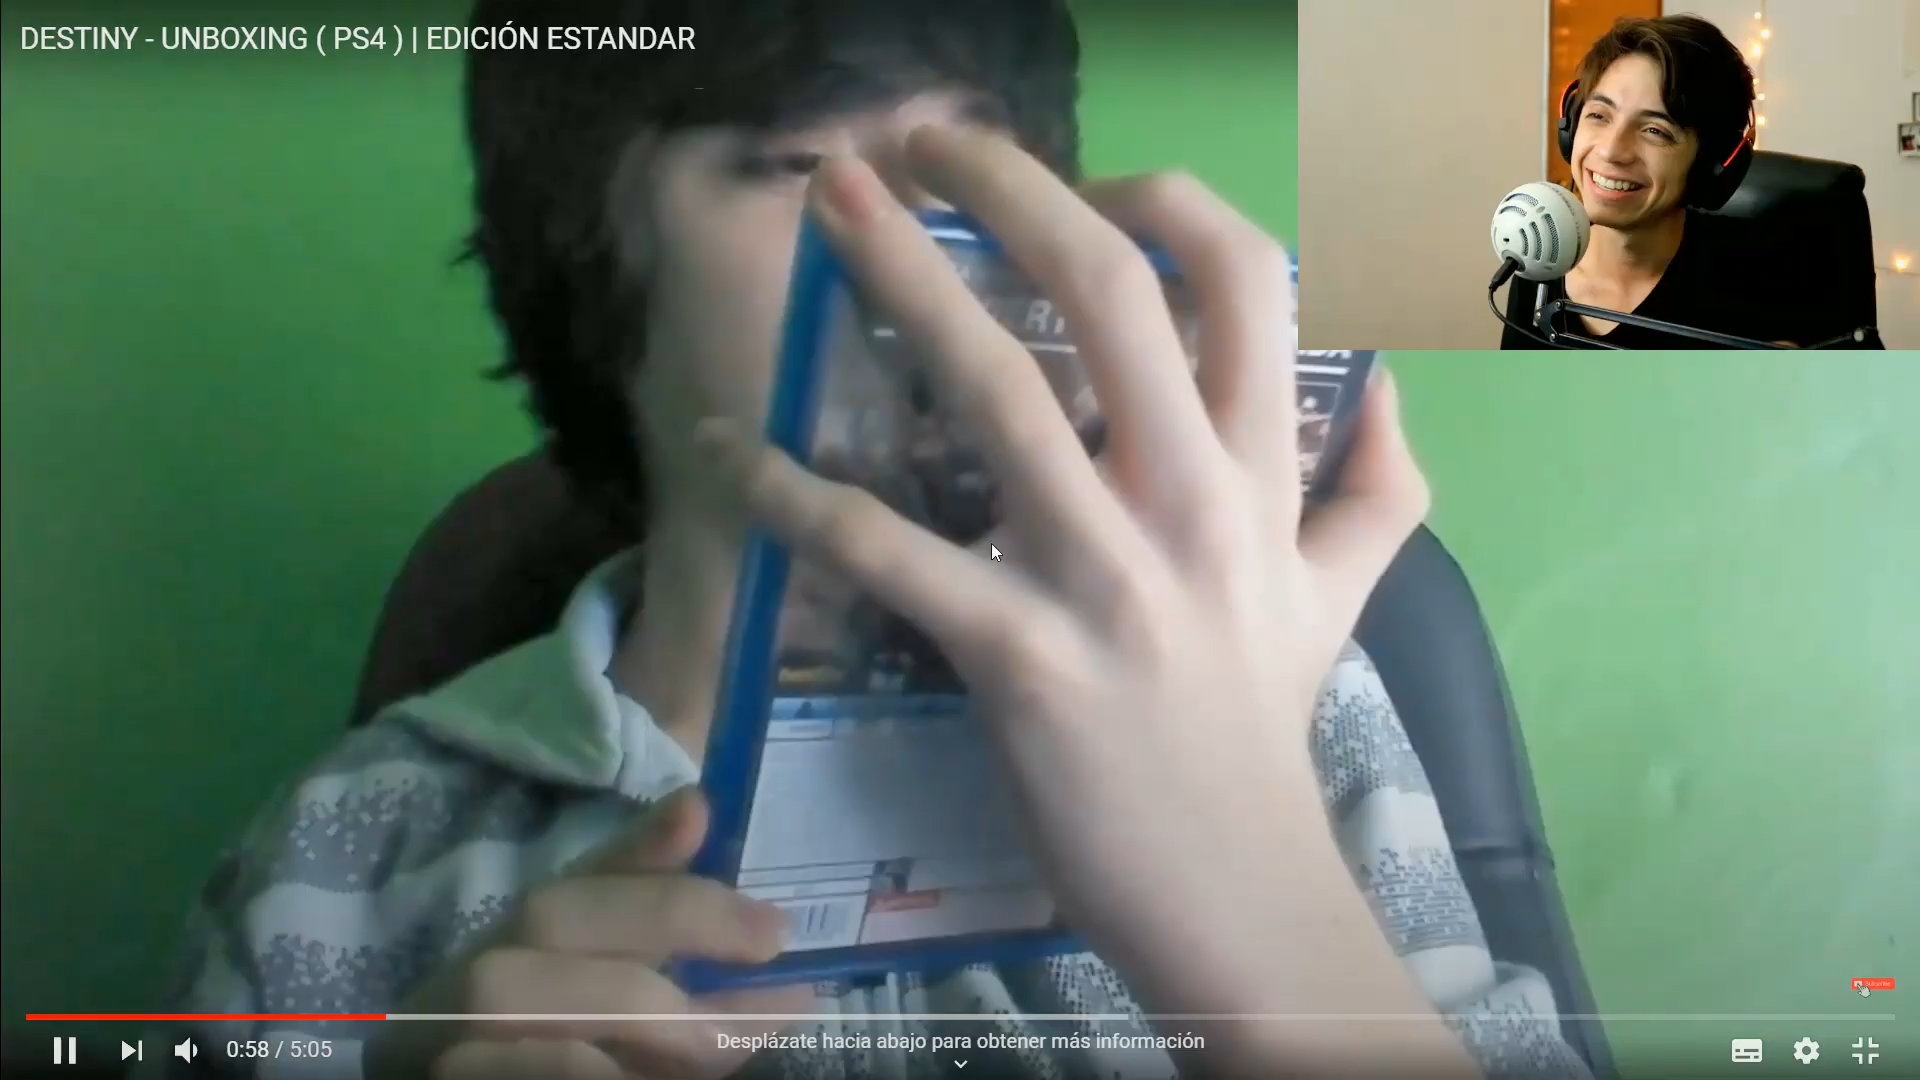 DESTINY - UNBOXING ( PS4 ) | EDICIÓN ESTANDAR
0:58 / 5:05
Desplázate hacia abajo para obtener más información